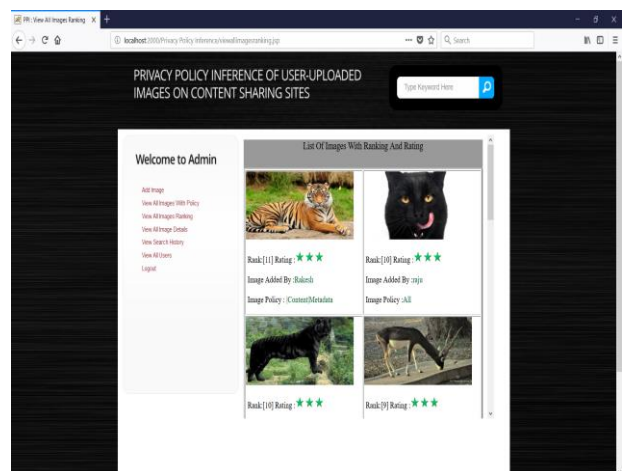 PPI : View All Images Ranking
localhost:2000/Privacy Policy Inference/viewallimagesranking.jsp
Search
PRIVACY POLICY INFERENCE OF USER-UPLOADED
IMAGES ON CONTENT SHARING SITES
Type Keyword Here
Welcome to Admin
Add Image
View All Images With Policy
View All Images Ranking
View All Image Details
View Search History
View All Users
Logout
List Of Images With Ranking And Rating
Rank:[11] Rating :
Image Added By :Rakesh
Image Policy : |Content|Metadata
Rank:[10] Rating :
Image Added By :raju
Image Policy :All
Rank:[10] Rating :
Rank:[9] Rating :